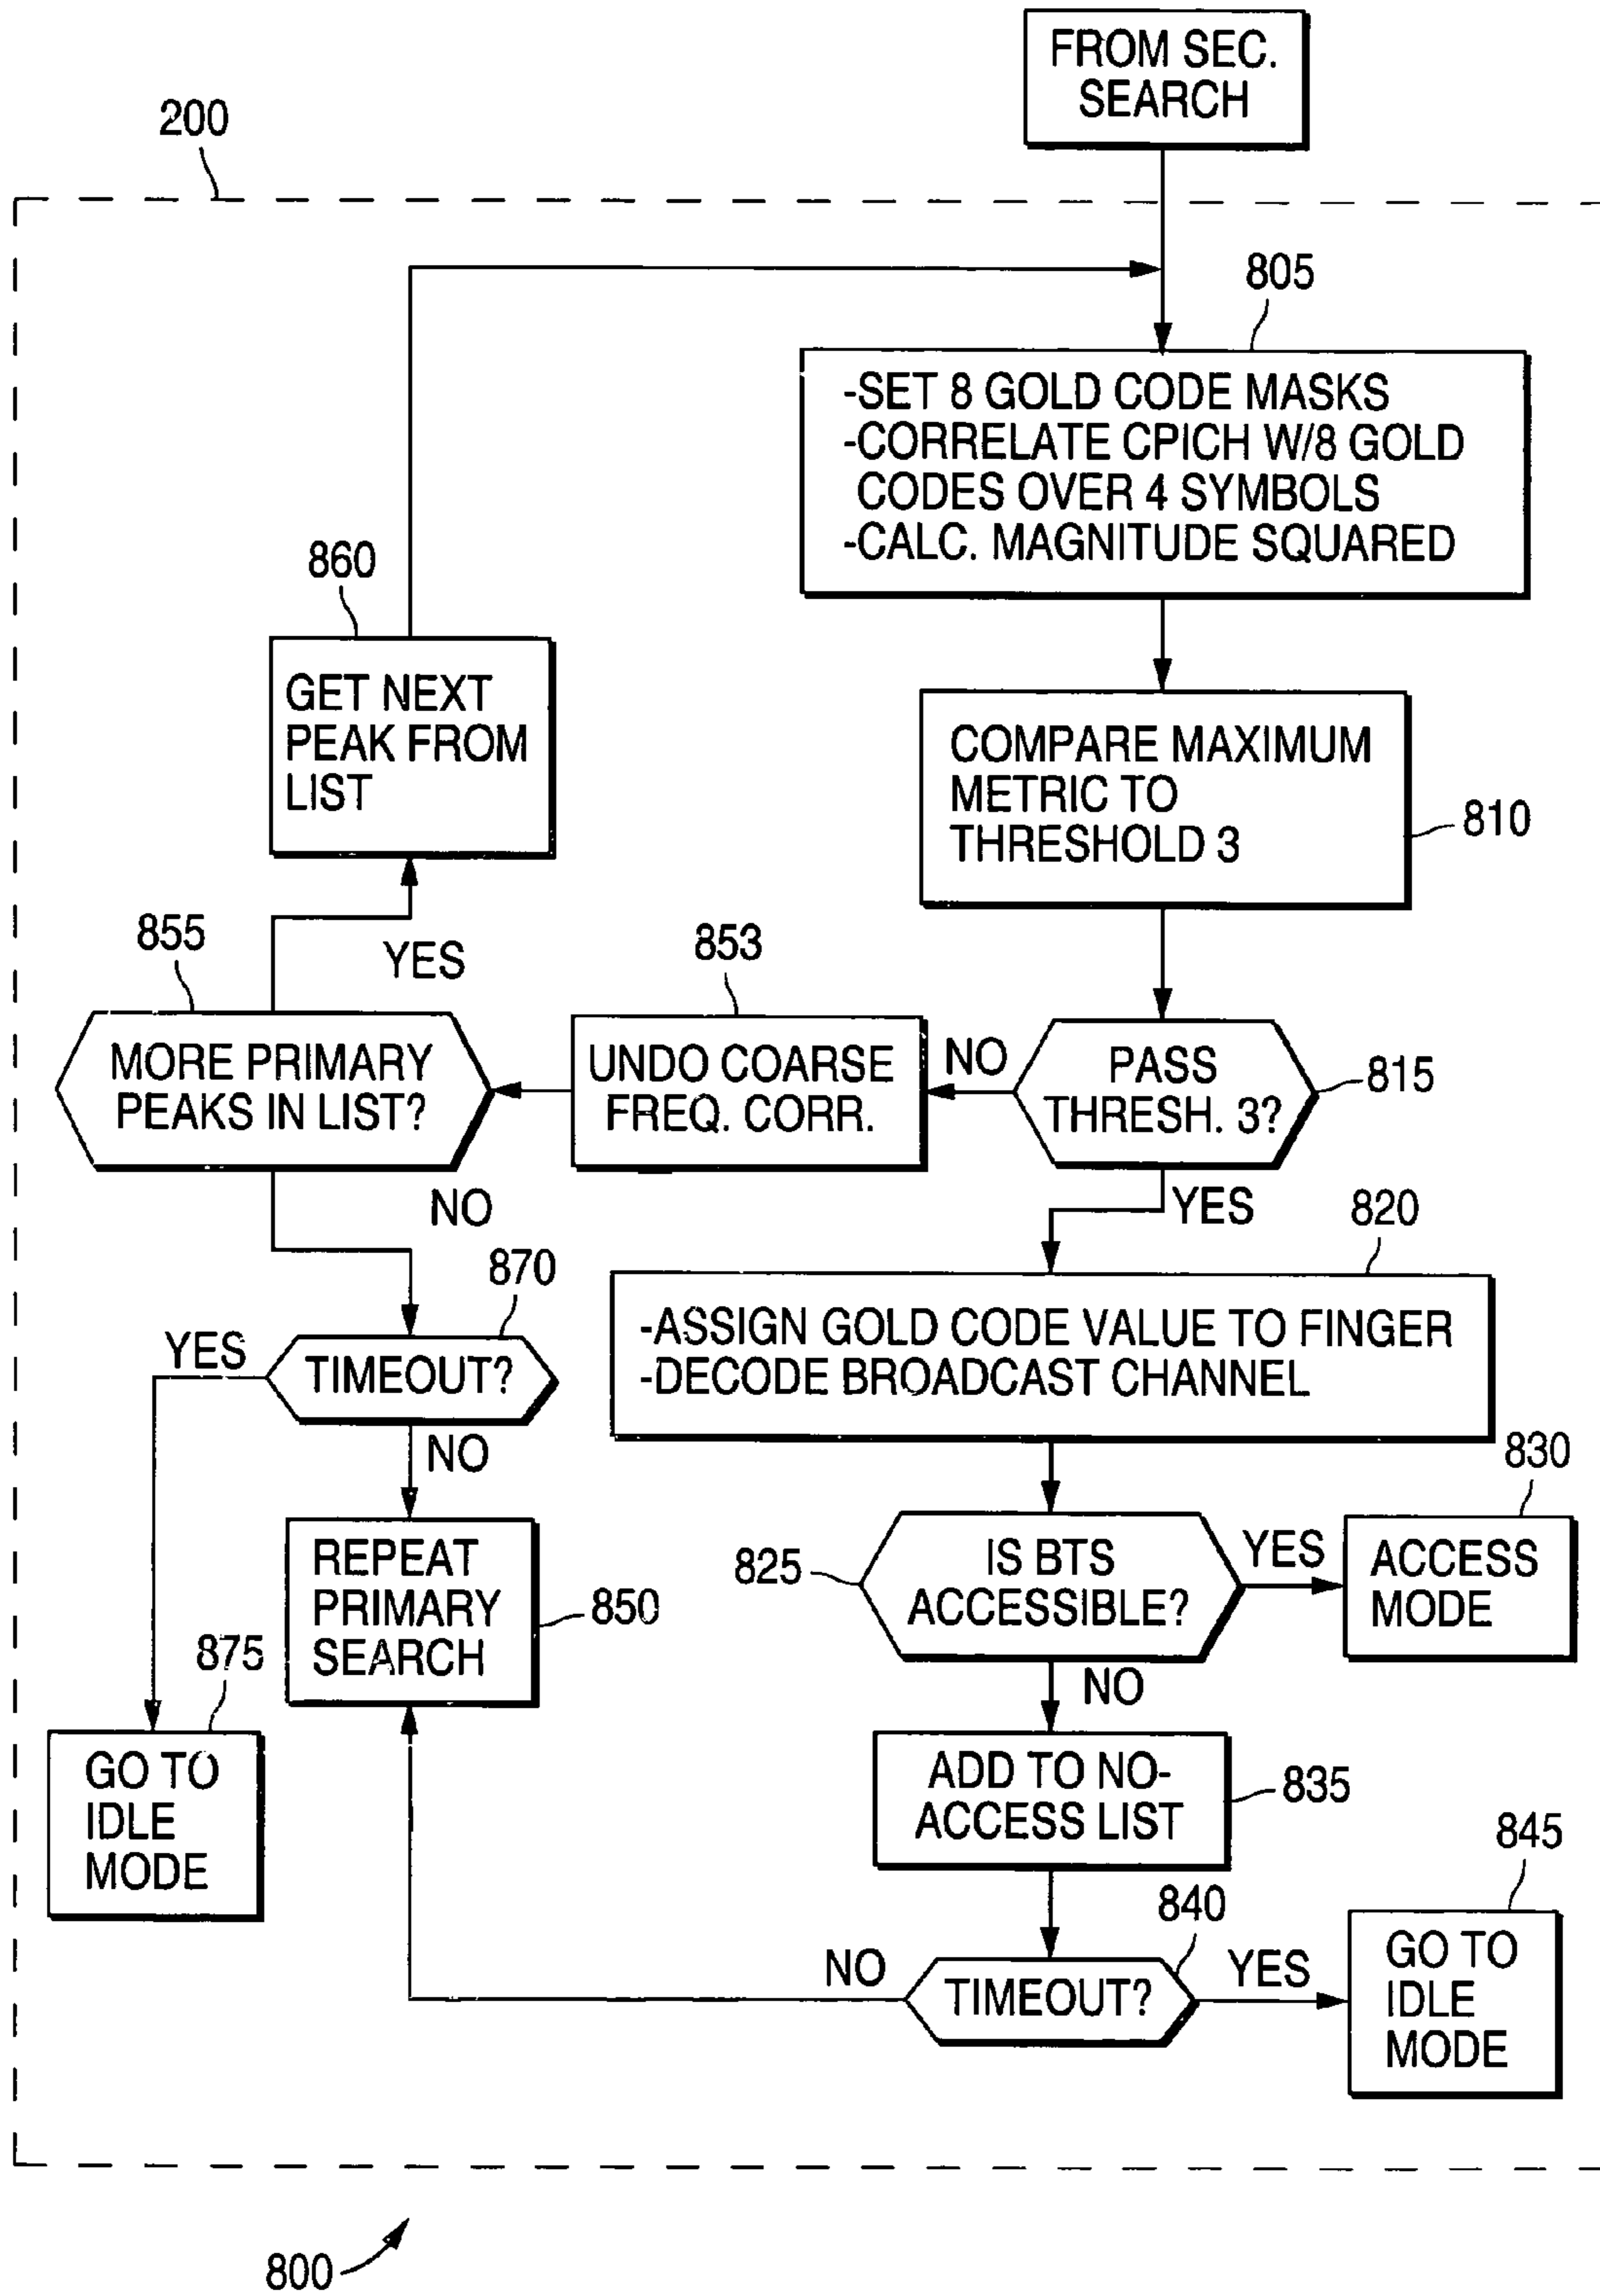 FROM SEC.
SEARCH
200
805
-SET 8 GOLD CODE MASKS
-CORRELATE CPICH W/8 GOLD
CODES OVER 4 SYMBOLS
-CALC. MAGNITUDE SQUARED
860
GET NEXT
PEAK FROM
LIST
COMPARE MAXIMUM
METRIC TO
THRESHOLD 3
810
855
YES
853
MORE PRIMARY
PEAKS IN LIST?
UNDO COARSE
FREQ. CORR.
NO
PASS
THRESH. 3?
815
NO
YES
820
870
YES
TIMEOUT?
NO
-ASSIGN GOLD CODE VALUE TO FINGER
-DECODE BROADCAST CHANNEL
830
REPEAT
PRIMARY
SEARCH
850
825
IS BTS
ACCESSIBLE?
YES
ACCESS
MODE
875
NO
GO TO
IDLE
MODE
ADD TO NO-
ACCESS LIST
835
845
840
NO
TIMEOUT?
YES
GO TO
IDLE
MODE
800